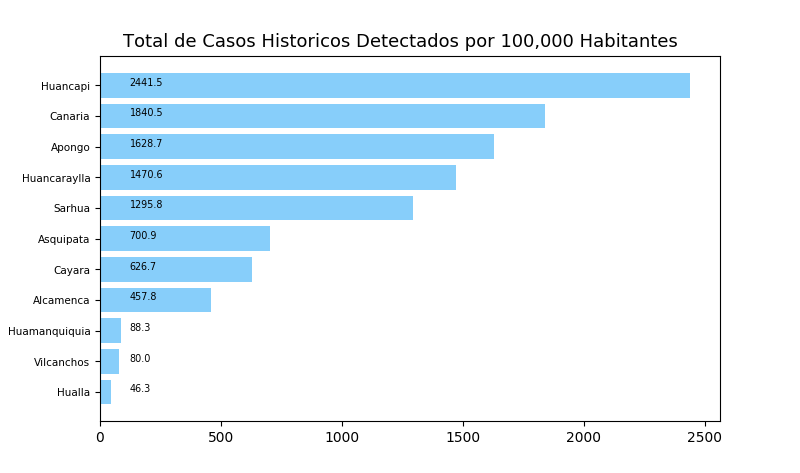 Total de Casos Historicos Detectados por 100,000 Habitantes
Huancapi 2441.5
Canaria 1840.5
Apongo 1628.7
Huancaraylla 1470.6
Sarhua 1295.8
Asquipata 700.9
Cayara 626.7
Alcamenca 457.8
Huamanquiquia 88.3
Vilcanchos 80.0
Hualla 46.3
0 500 1000 1500 2000 2500